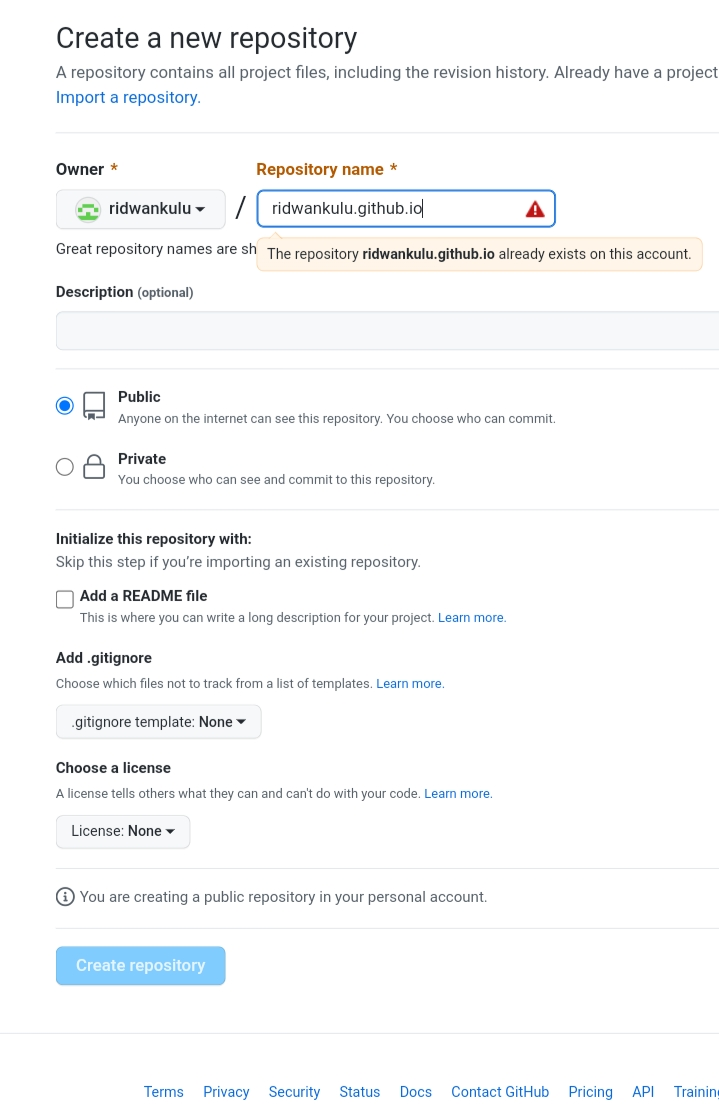 Create a new repository
A repository contains all project files, including the revision history. Already have a project
Import a repository.
Owner * Repository name *
ridwankulu / ridwankulu.github.io
Great repository names are sh
The repository ridwankulu.github.io already exists on this account.
Description (optional)
Public
Anyone on the internet can see this repository. You choose who can commit.
Private
You choose who can see and commit to this repository.
Initialize this repository with:
Skip this step if you’re importing an existing repository.
Add a README file
This is where you can write a long description for your project. Learn more.
Add .gitignore
Choose which files not to track from a list of templates. Learn more.
.gitignore template: None
Choose a license
A license tells others what they can and can't do with your code. Learn more.
License: None
You are creating a public repository in your personal account.
Create repository
Terms Privacy Security Status Docs Contact GitHub Pricing API Training